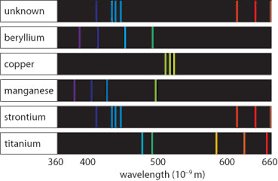 unknown
beryllium
copper
manganese
strontium
titanium
360 400 500 600 660
wavelength (10⁻⁹ m)